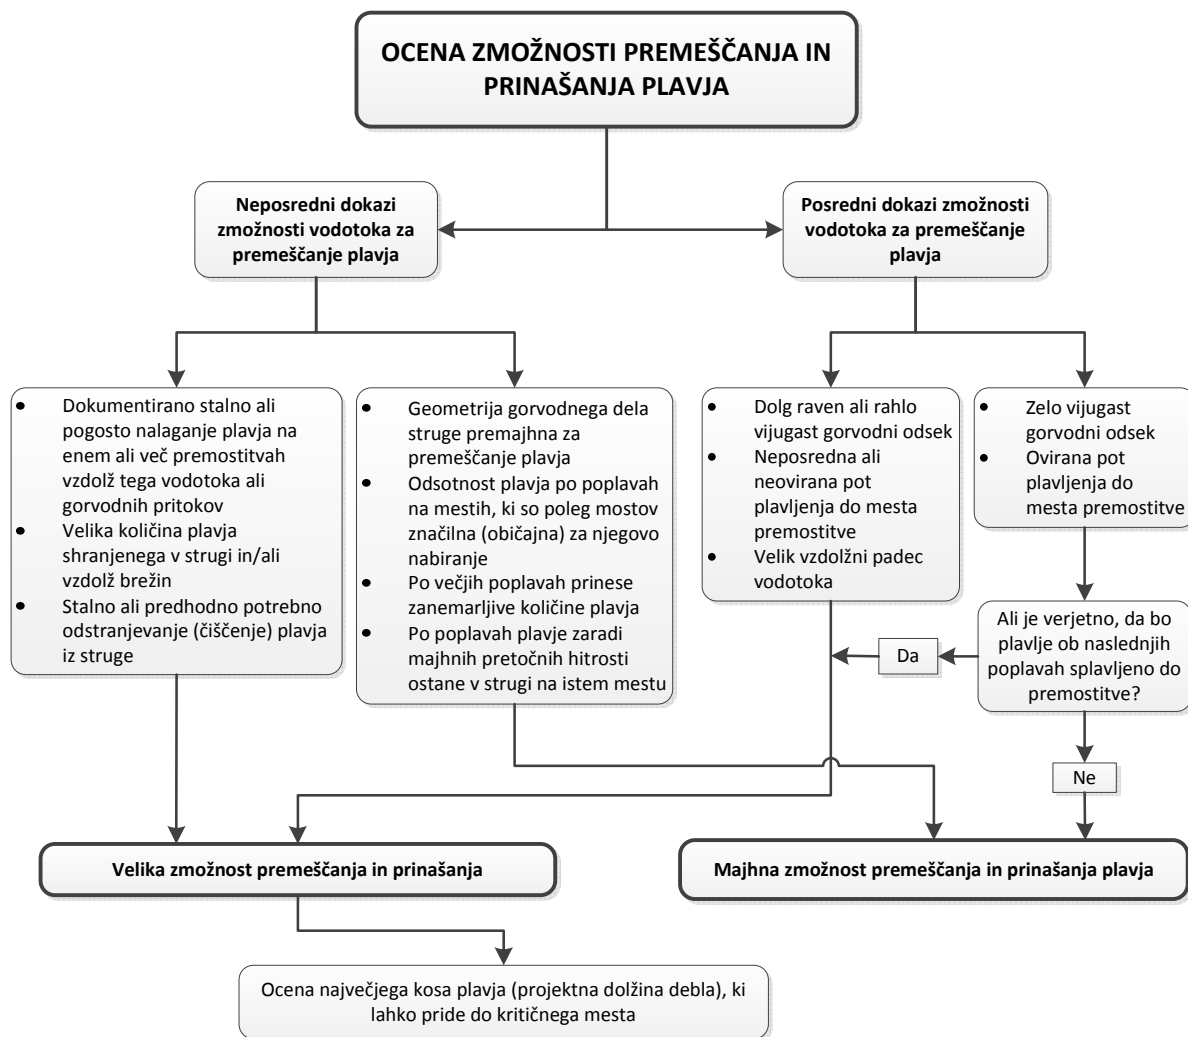 OCENA ZMOŽNOSTI PREMEŠČANJA IN
PRINAŠANJA PLAVJA
Neposredni dokazi
zmožnosti vodotoka za
premeščanje plavja
Posredni dokazi zmožnosti
vodotoka za premeščanje
plavja
• Dokumentirano stalno ali
pogosto nalaganje plavja na
enem ali več premostitvah
vzdolž tega vodotoka ali
gorvodnih pritokov
• Velika količina plavja
shranjenega v strugi in/ali
vzdolž brežin
• Stalno ali predhodno potrebno
odstranjevanje (čiščenje) plavja
iz struge
• Geometrija gorvodnega dela
struge premajhna za
premeščanje plavja
• Odsotnost plavja po poplavah
na mestih, ki so poleg mostov
značilna (običajna) za njegovo
nabiranje
• Po večjih poplavah prinese
zanemarljive količine plavja
• Po poplavah plavje zaradi
majhnih pretočnih hitrosti
ostane v strugi na istem mestu
• Dolg raven ali rahlo
vijugast gorvodni odsek
• Neposredna ali
neovirana pot
plavljenja do mesta
premostitve
• Velik vzdolžni padec
vodotoka
• Zelo vijugast
gorvodni odsek
• Ovirana pot
plavljenja do
mesta premostitve
Ali je verjetno, da bo
plavlje ob naslednjih
poplavah splavljeno do
premostitve?
Da
Ne
Velika zmožnost premeščanja in prinašanja
Majhna zmožnost premeščanja in prinašanja plavja
Ocena največjega kosa plavja (projektna dolžina debla), ki
lahko pride do kritičnega mesta